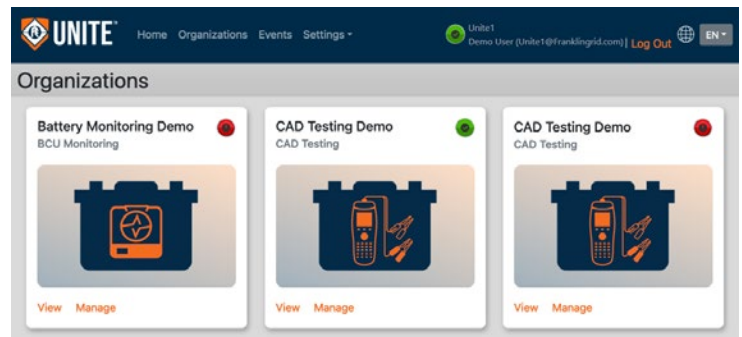 UNITE®
Home Organizations Events Settings
Unite1
Demo User (Unite1@Franklingrid.com) | Log Out
EN
Organizations
Battery Monitoring Demo
BCU Monitoring
View Manage
CAD Testing Demo
CAD Testing
View Manage
CAD Testing Demo
CAD Testing
View Manage